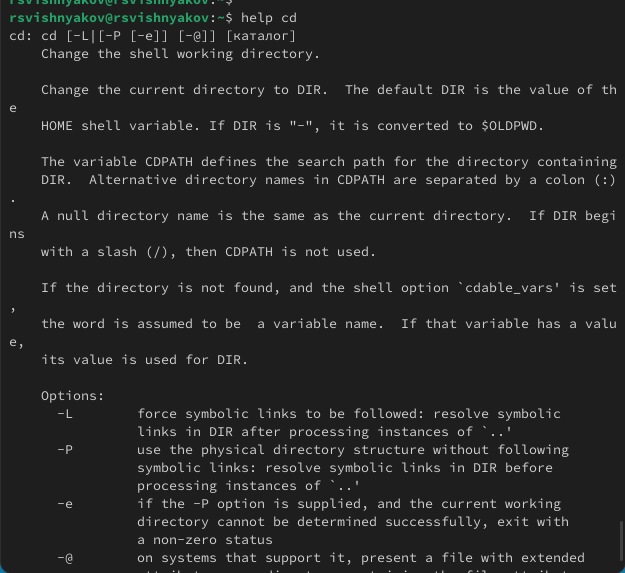 rsvishnyakov@rsvishnyakov:~$
rsvishnyakov@rsvishnyakov:~$ help cd
cd: cd [-L|[-P [-e]] [-@]] [каталог]
    Change the shell working directory.

    Change the current directory to DIR.  The default DIR is the value of th
e
    HOME shell variable. If DIR is "-", it is converted to $OLDPWD.

    The variable CDPATH defines the search path for the directory containing
    DIR.  Alternative directory names in CDPATH are separated by a colon (:)
.
    A null directory name is the same as the current directory.  If DIR begi
ns
    with a slash (/), then CDPATH is not used.

    If the directory is not found, and the shell option `cdable_vars' is set
,
    the word is assumed to be  a variable name.  If that variable has a valu
e,
    its value is used for DIR.

    Options:
      -L        force symbolic links to be followed: resolve symbolic
                links in DIR after processing instances of `..'
      -P        use the physical directory structure without following
                symbolic links: resolve symbolic links in DIR before
                processing instances of `..'
      -e        if the -P option is supplied, and the current working
                directory cannot be determined successfully, exit with
                a non-zero status
      -@        on systems that support it, present a file with extended